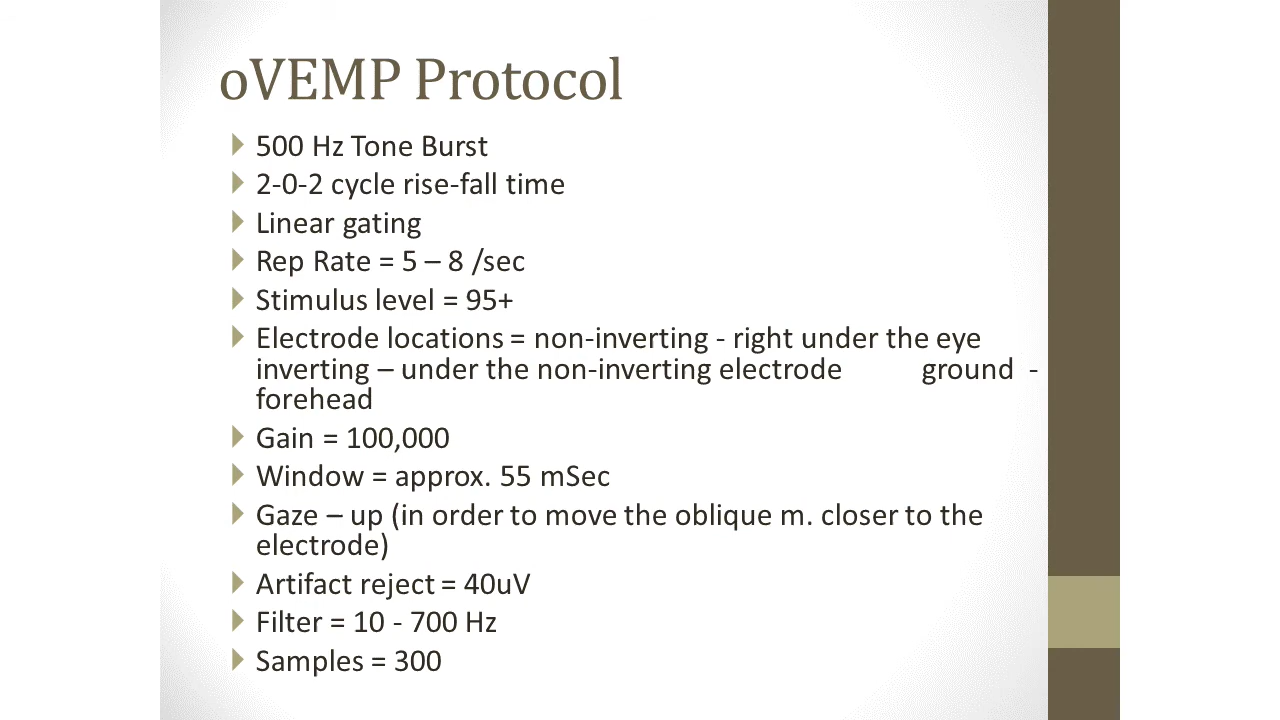 oVEMP Protocol
500 Hz Tone Burst
2-0-2 cycle rise-fall time
Linear gating
Rep Rate = 5 – 8 /sec
Stimulus level = 95+
Electrode locations = non-inverting - right under the eye
inverting – under the non-inverting electrode ground -
forehead
Gain = 100,000
Window = approx. 55 mSec
Gaze – up (in order to move the oblique m. closer to the
electrode)
Artifact reject = 40uV
Filter = 10 - 700 Hz
Samples = 300